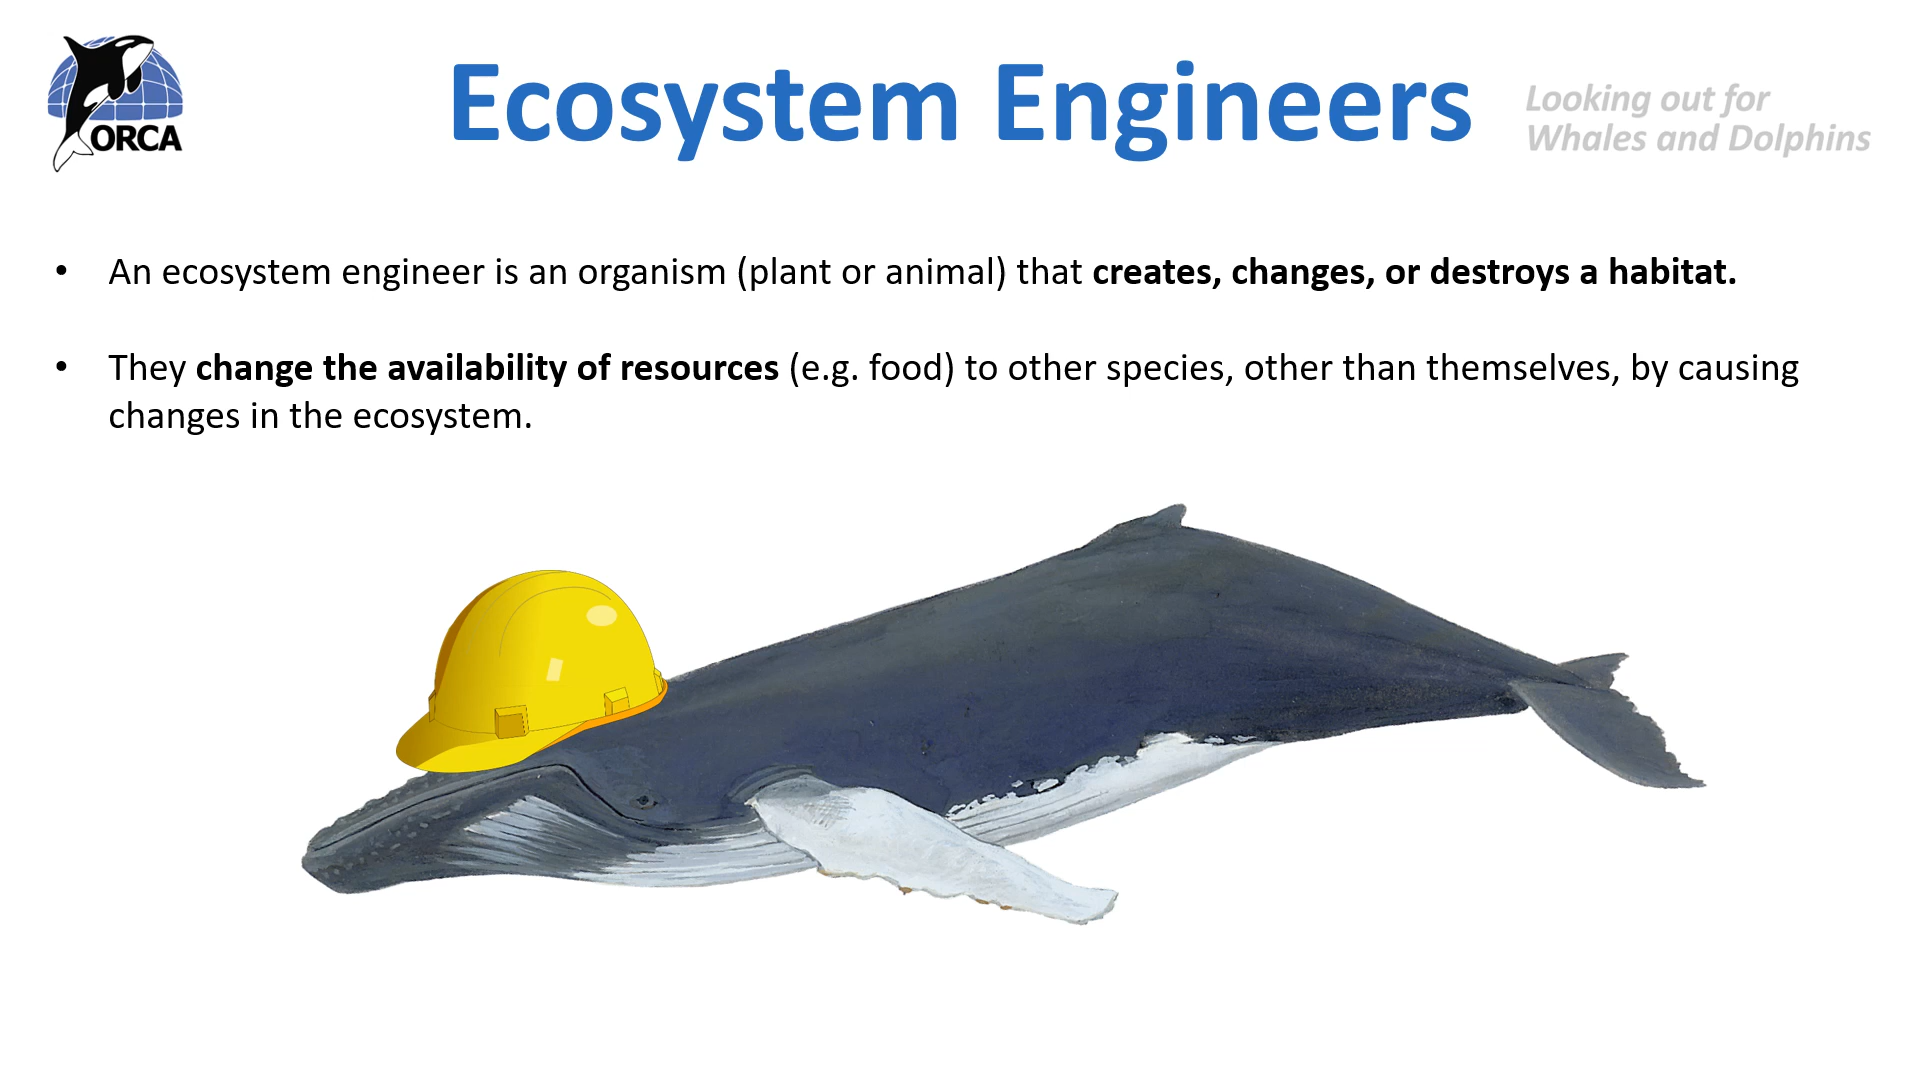 ORCA
Ecosystem Engineers
Looking out for
Whales and Dolphins
• An ecosystem engineer is an organism (plant or animal) that creates, changes, or destroys a habitat.
• They change the availability of resources (e.g. food) to other species, other than themselves, by causing
changes in the ecosystem.